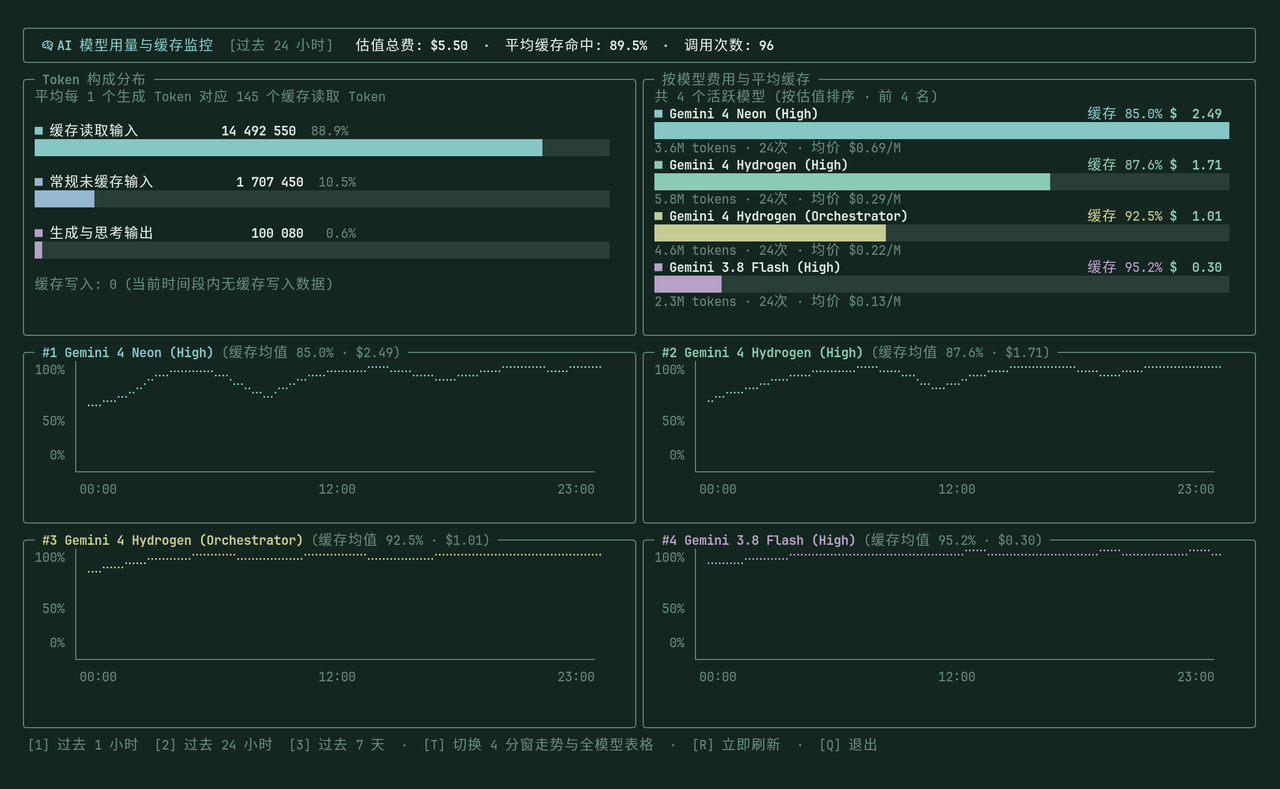 AI 模型用量与缓存监控 [过去 24 小时] 估值总费: $5.50 · 平均缓存命中: 89.5% · 调用次数: 96
Token 构成分布
平均每 1 个生成 Token 对应 145 个缓存读取 Token
缓存读取输入 14 492 550 88.9%
常规未缓存输入 1 707 450 10.5%
生成与思考输出 100 080 0.6%
缓存写入: 0 (当前时间段内无缓存写入数据)
按模型费用与平均缓存
共 4 个活跃模型 (按估值排序 · 前 4 名)
Gemini 4 Neon (High) 缓存 85.0% $ 2.49
3.6M tokens · 24次 · 均价 $0.69/M
Gemini 4 Hydrogen (High) 缓存 87.6% $ 1.71
5.8M tokens · 24次 · 均价 $0.29/M
Gemini 4 Hydrogen (Orchestrator) 缓存 92.5% $ 1.01
4.6M tokens · 24次 · 均价 $0.22/M
Gemini 3.8 Flash (High) 缓存 95.2% $ 0.30
2.3M tokens · 24次 · 均价 $0.13/M
#1 Gemini 4 Neon (High) (缓存均值 85.0% · $2.49)
100%
50%
0%
00:00 12:00 23:00
#2 Gemini 4 Hydrogen (High) (缓存均值 87.6% · $1.71)
100%
50%
0%
00:00 12:00 23:00
#3 Gemini 4 Hydrogen (Orchestrator) (缓存均值 92.5% · $1.01)
100%
50%
0%
00:00 12:00 23:00
#4 Gemini 3.8 Flash (High) (缓存均值 95.2% · $0.30)
100%
50%
0%
00:00 12:00 23:00
[1] 过去 1 小时 [2] 过去 24 小时 [3] 过去 7 天 · [T] 切换 4 分窗走势与全模型表格 · [R] 立即刷新 · [Q] 退出